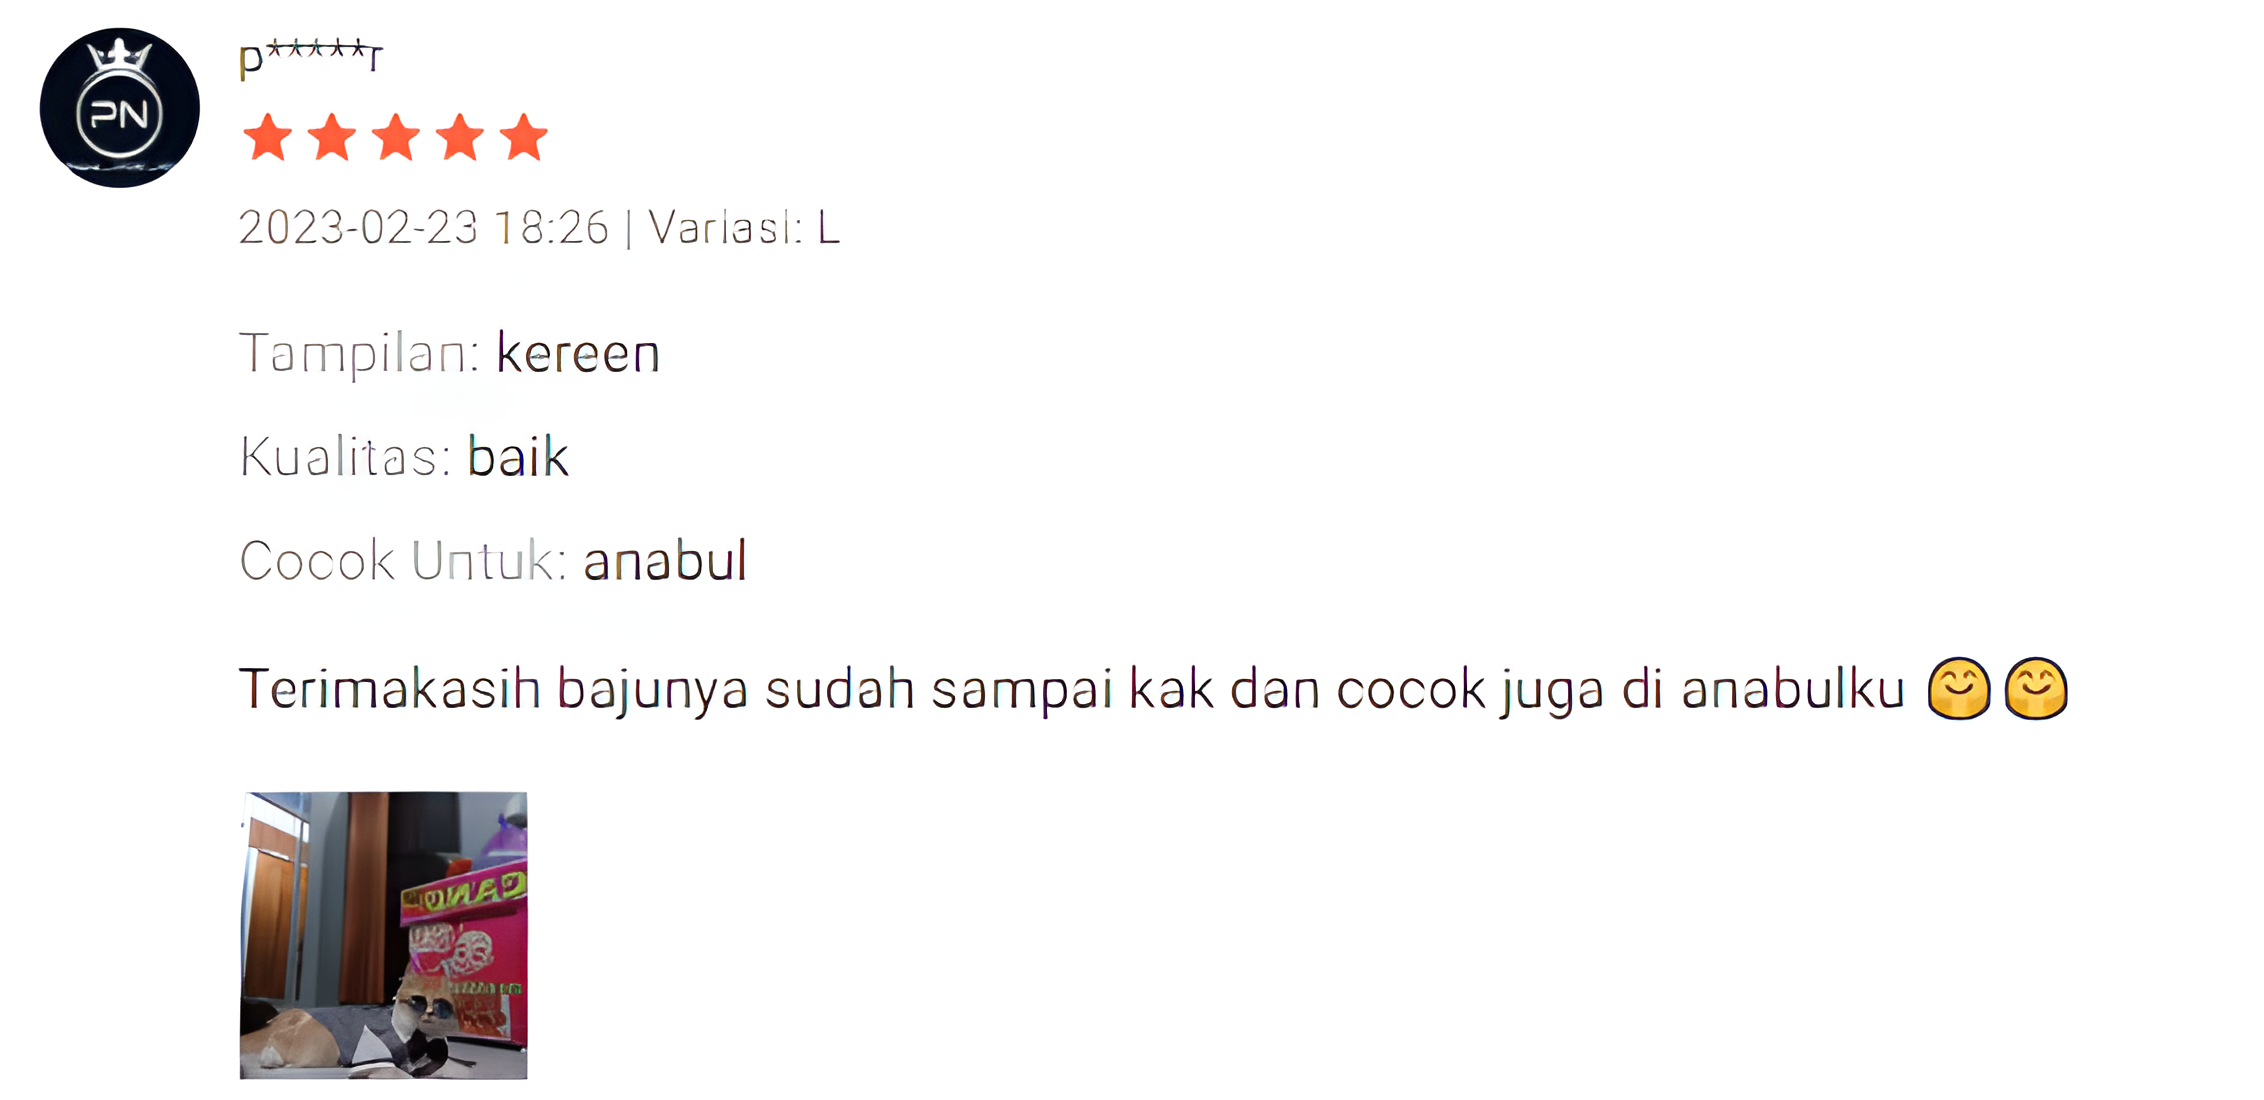 PN
p*****r
2023-02-23 18:26 | Variasi: L
Tampilan: kereen
Kualitas: baik
Cocok Untuk: anabul
Terimakasih bajunya sudah sampai kak dan cocok juga di anabulku 😊😊